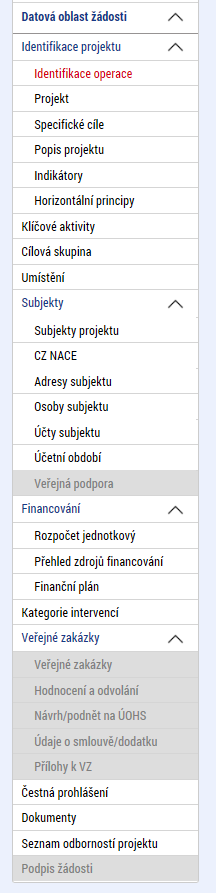 Datová oblast žádosti
Identifikace projektu
Identifikace operace
Projekt
Specifické cíle
Popis projektu
Indikátory
Horizontální principy
Klíčové aktivity
Cílová skupina
Umístění
Subjekty
Subjekty projektu
CZ NACE
Adresy subjektu
Osoby subjektu
Účty subjektu
Účetní období
Veřejná podpora
Financování
Rozpočet jednotkový
Přehled zdrojů financování
Finanční plán
Kategorie intervencí
Veřejné zakázky
Veřejné zakázky
Hodnocení a odvolání
Návrh/podnět na ÚOHS
Údaje o smlouvě/dodatku
Přílohy k VZ
Čestná prohlášení
Dokumenty
Seznam odborností projektu
Podpis žádosti